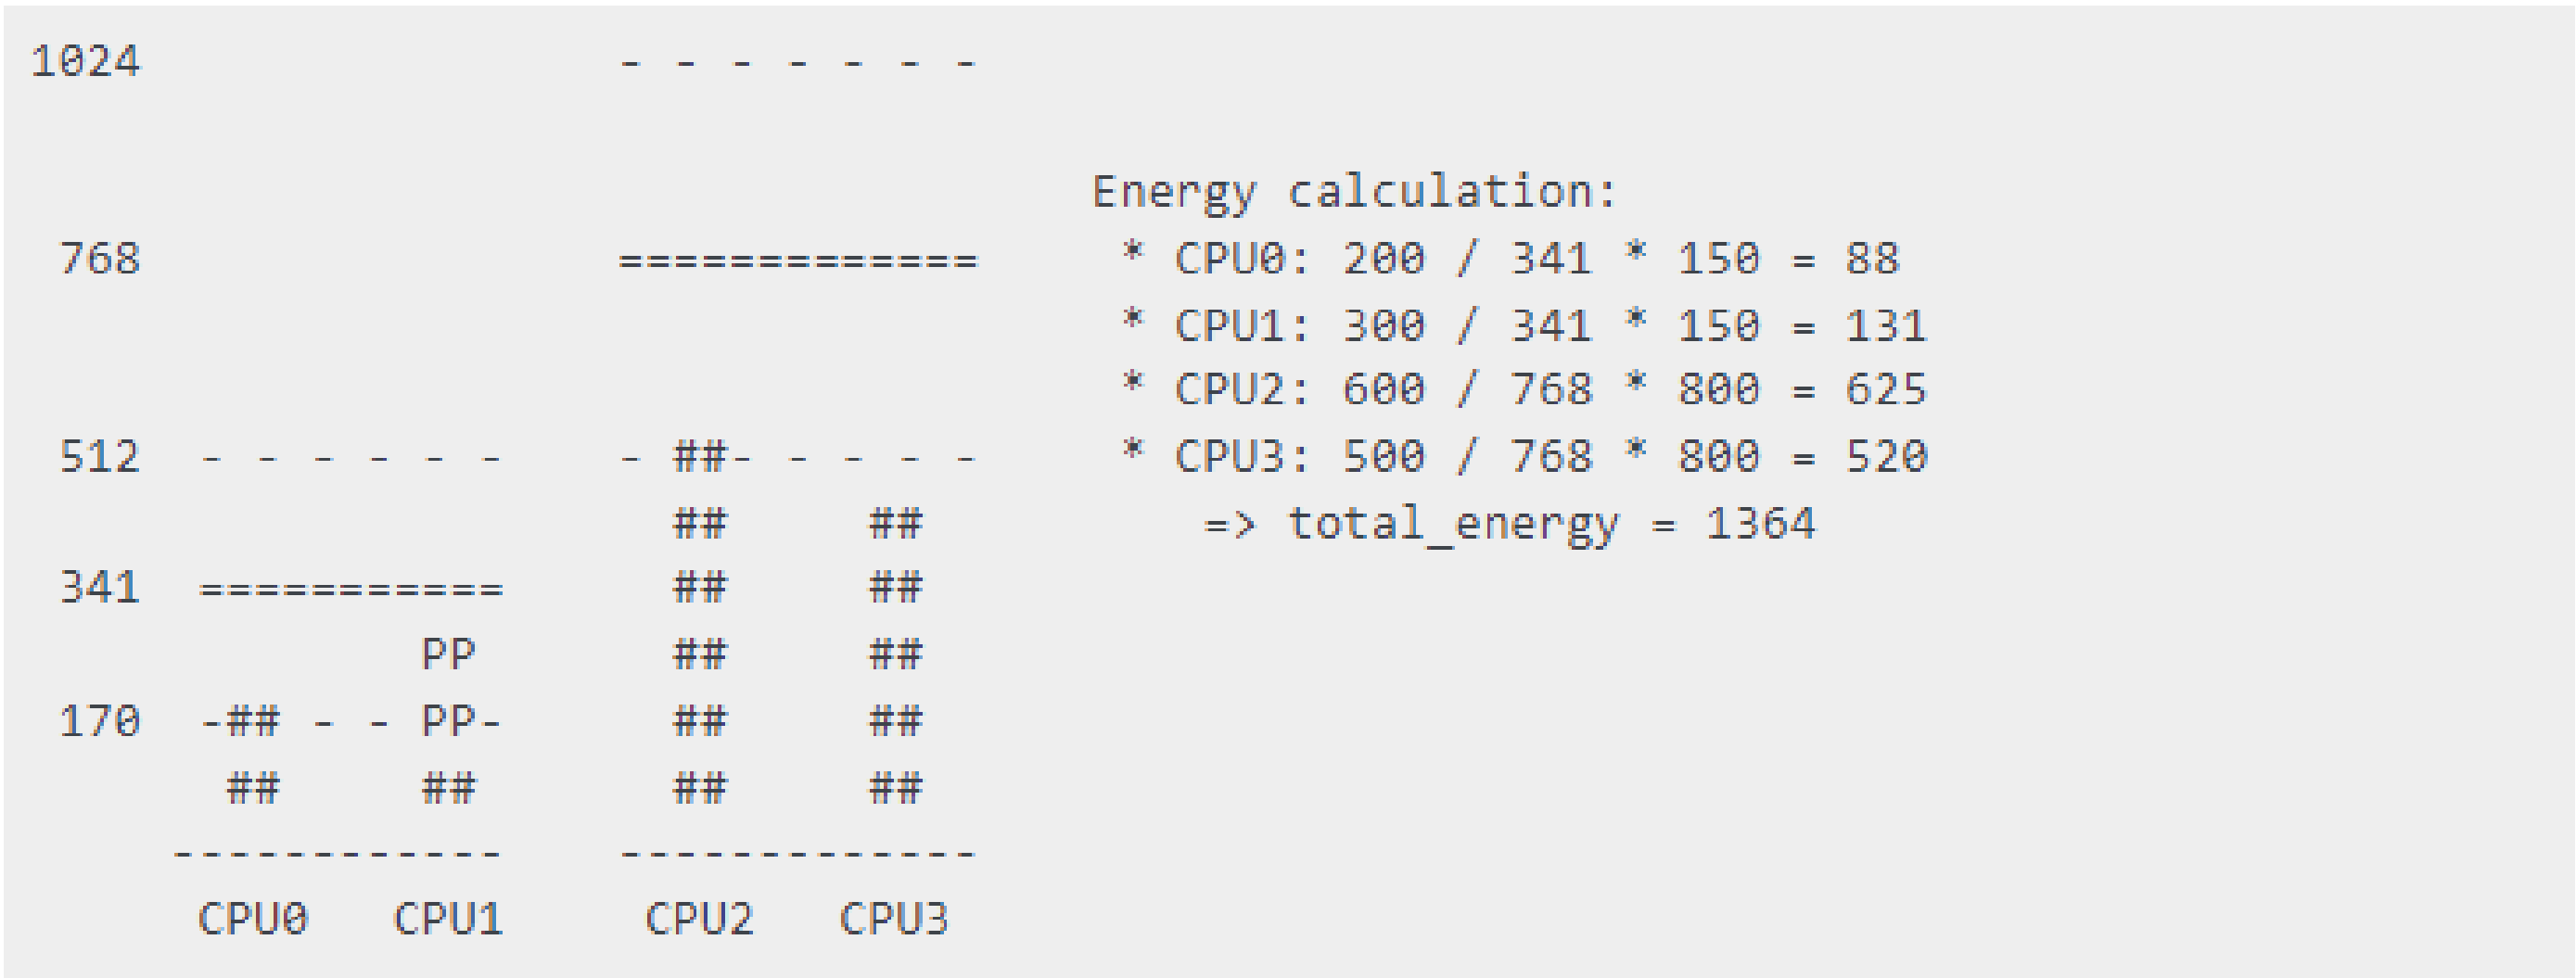 1024                 - - - - - - -
                                      Energy calculation:
 768                 =============     * CPU0: 200 / 341 * 150 = 88
                                       * CPU1: 300 / 341 * 150 = 131
                                       * CPU2: 600 / 768 * 800 = 625
 512  - - - - - -    - ##- - - - -     * CPU3: 500 / 768 * 800 = 520
                       ##     ##          => total_energy = 1364
 341  ===========      ##     ##
              PP       ##     ##
 170  -## - - PP-      ##     ##
       ##     ##       ##     ##
     ------------    -------------
      CPU0   CPU1     CPU2   CPU3